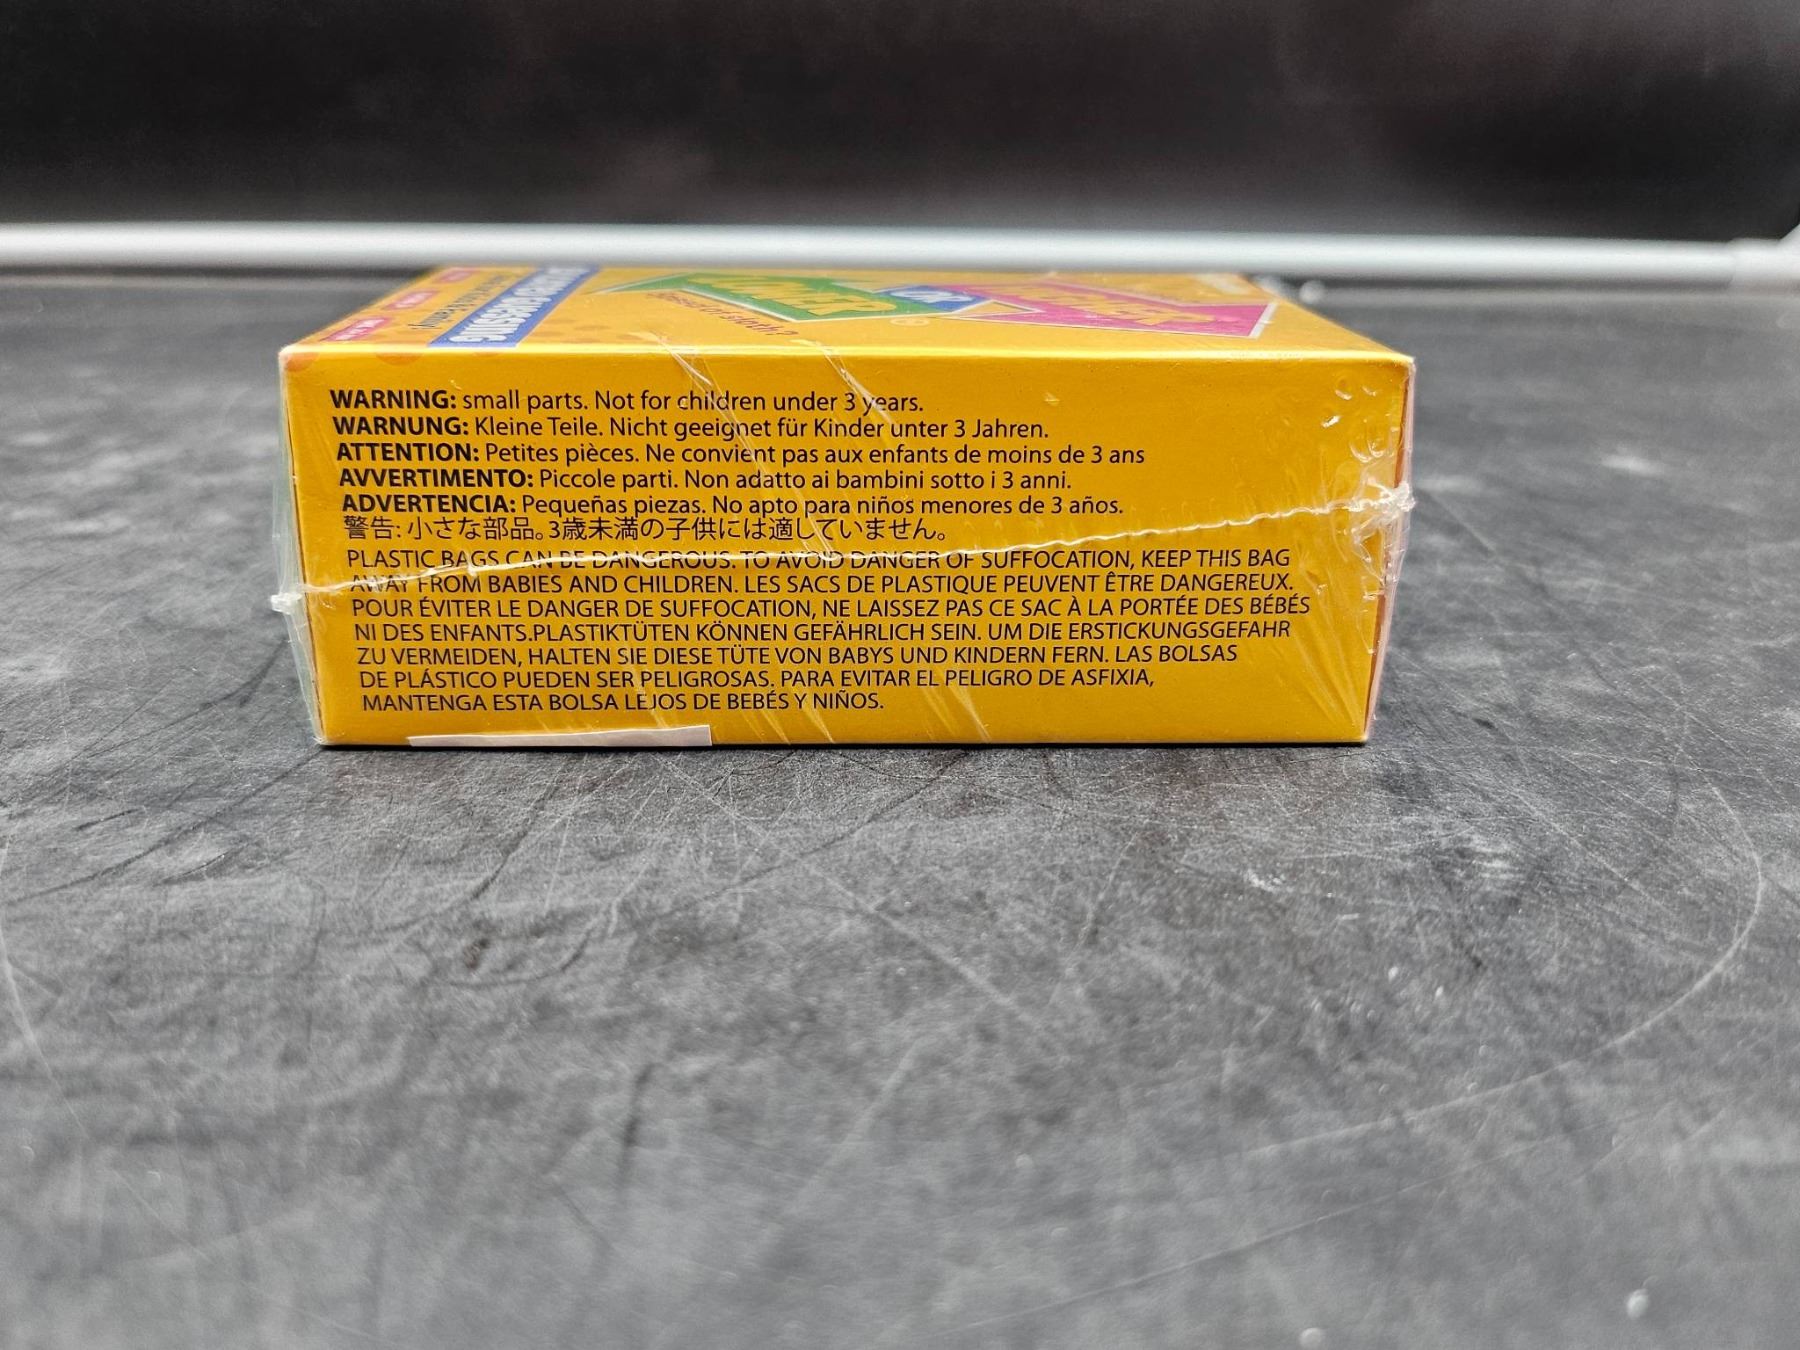 WARNING: small parts. Not for children under 3 years.
WARNUNG: Kleine Teile. Nicht geeignet für Kinder unter 3 Jahren.
ATTENTION: Petites pièces. Ne convient pas aux enfants de moins de 3 ans
AVVERTIMENTO: Piccole parti. Non adatto ai bambini sotto i 3 anni.
ADVERTENCIA: Pequeñas piezas. No apto para niños menores de 3 años.
警告: 小さな部品。3歳未満の子供には適していません。
PLASTIC BAGS CAN BE DANGEROUS. TO AVOID DANGER OF SUFFOCATION, KEEP THIS BAG
AWAY FROM BABIES AND CHILDREN. LES SACS DE PLASTIQUE PEUVENT ÊTRE DANGEREUX.
POUR ÉVITER LE DANGER DE SUFFOCATION, NE LAISSEZ PAS CE SAC À LA PORTÉE DES BÉBÉS
NI DES ENFANTS.PLASTIKTÜTEN KÖNNEN GEFÄHRLICH SEIN. UM DIE ERSTICKUNGSGEFAHR
ZU VERMEIDEN, HALTEN SIE DIESE TÜTE VON BABYS UND KINDERN FERN. LAS BOLSAS
DE PLÁSTICO PUEDEN SER PELIGROSAS. PARA EVITAR EL PELIGRO DE ASFIXIA,
MANTENGA ESTA BOLSA LEJOS DE BEBÉS Y NIÑOS.